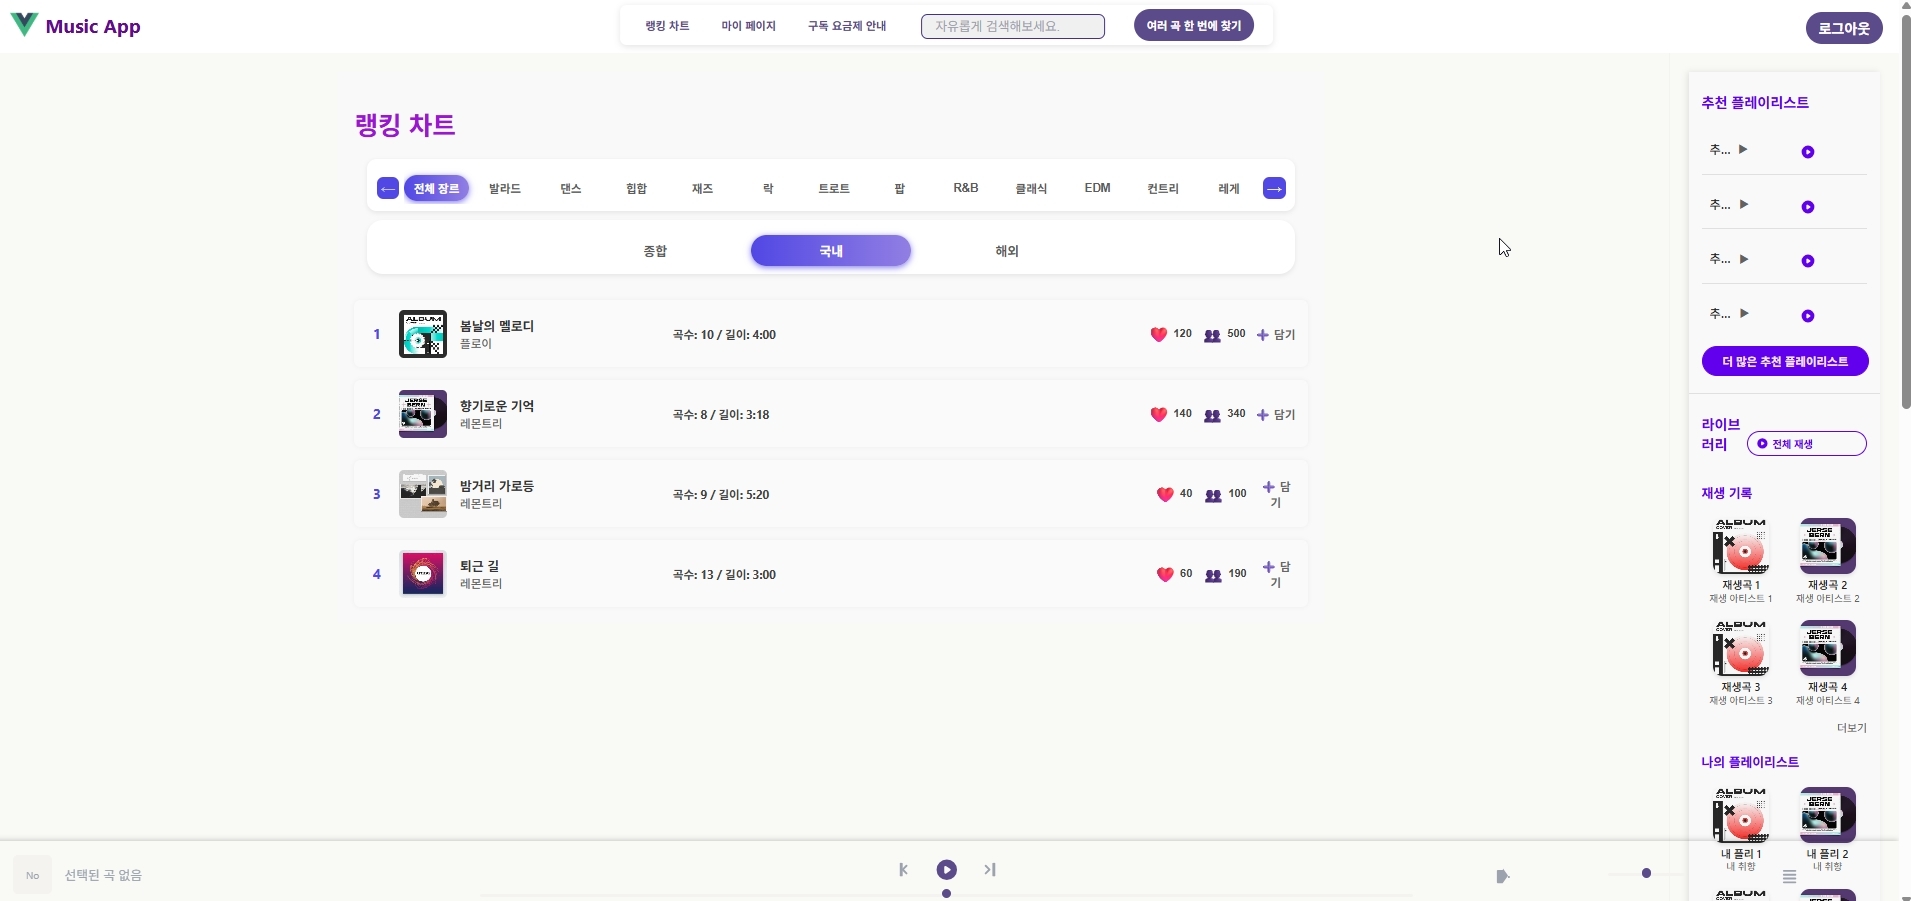 Music App
랭킹 차트 마이 페이지 구독 요금제 안내 자유롭게 검색해보세요. 여러 곡 한 번에 찾기 로그아웃
랭킹 차트
← 전체 장르 발라드 댄스 힙합 재즈 락 트로트 팝 R&B 클래식 EDM 컨트리 레게 →
종합 국내 해외
1 봄날의 멜로디
플로이
곡수: 10 / 길이: 4:00
120 500 담기
2 향기로운 기억
레몬트리
곡수: 8 / 길이: 3:18
140 340 담기
3 밤거리 가로등
레몬트리
곡수: 9 / 길이: 5:20
40 100 담
기
4 퇴근 길
레몬트리
곡수: 13 / 길이: 3:00
60 190 담
기
추천 플레이리스트
추...
추...
추...
추...
더 많은 추천 플레이리스트
라이브
러리
전체 재생
재생 기록
ALBUM
JERSE
BERN
재생곡 1 재생곡 2
재생 아티스트 1 재생 아티스트 2
ALBUM
JERSE
BERN
재생곡 3 재생곡 4
재생 아티스트 3 재생 아티스트 4
더보기
나의 플레이리스트
ALBUM
JERSE
BERN
내 플리 1 내 플리 2
내 취향 내 취향
No 선택된 곡 없음